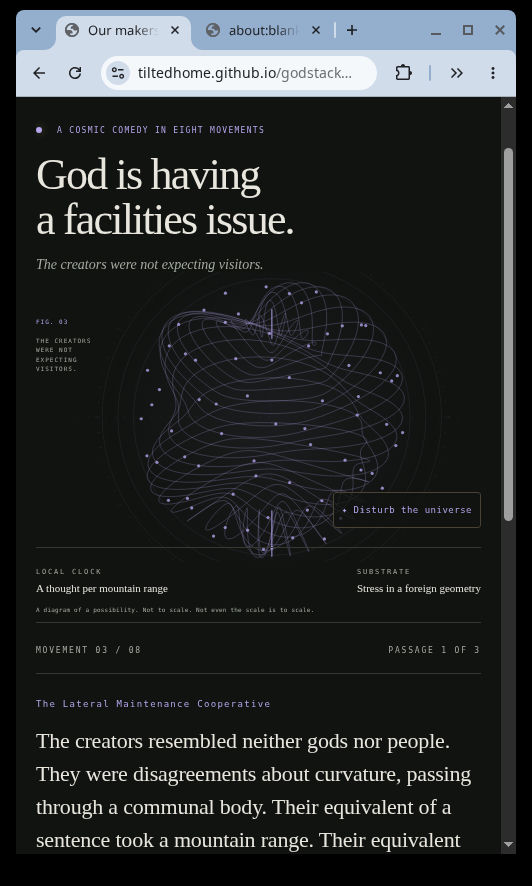 Our makers
about:blank
tiltedhome.github.io/godstack...
A COSMIC COMEDY IN EIGHT MOVEMENTS
God is having
a facilities issue.
The creators were not expecting visitors.
FIG. 03
THE CREATORS
WERE NOT
EXPECTING
VISITORS.
✦ Disturb the universe
LOCAL CLOCK
A thought per mountain range
SUBSTRATE
Stress in a foreign geometry
A diagram of a possibility. Not to scale. Not even the scale is to scale.
MOVEMENT 03 / 08
PASSAGE 1 OF 3
The Lateral Maintenance Cooperative
The creators resembled neither gods nor people.
They were disagreements about curvature, passing
through a communal body. Their equivalent of a
sentence took a mountain range. Their equivalent